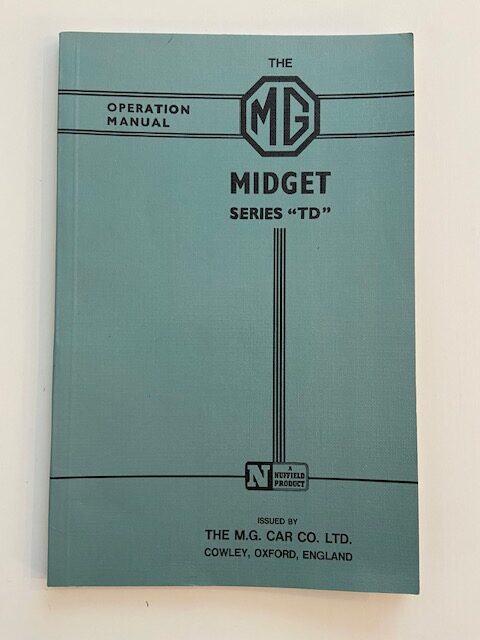 THE
MG
OPERATION
MANUAL
MIDGET
SERIES "TD"
N
A
NUFFIELD
PRODUCT
ISSUED BY
THE M.G. CAR CO. LTD.
COWLEY, OXFORD, ENGLAND